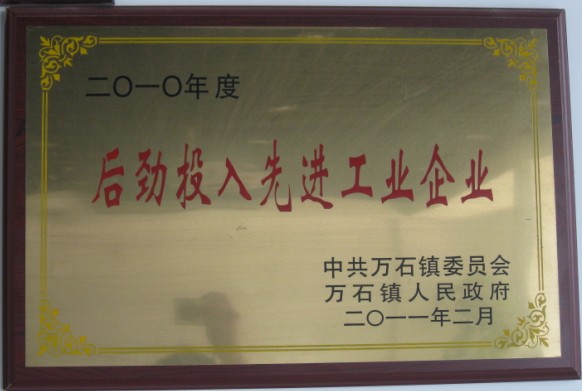 二〇一〇年度
后劲投入先进工业企业
中共万石镇委员会
万石镇人民政府
二〇一一年二月